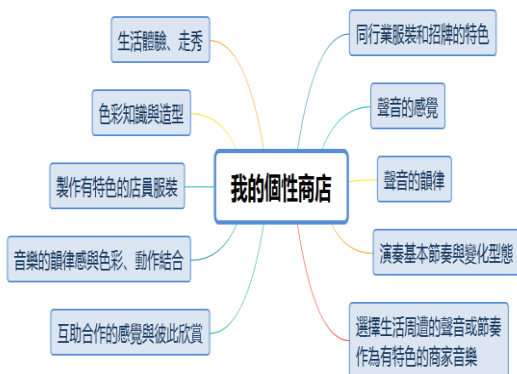 生活體驗、走秀
同行業服裝和招牌的特色
色彩知識與造型
聲音的感覺
我的個性商店
製作有特色的店員服裝
聲音的韻律
音樂的韻律感與色彩、動作結合
演奏基本節奏與變化型態
互助合作的感覺與彼此欣賞
選擇生活周遭的聲音或節奏
作為有特色的商家音樂